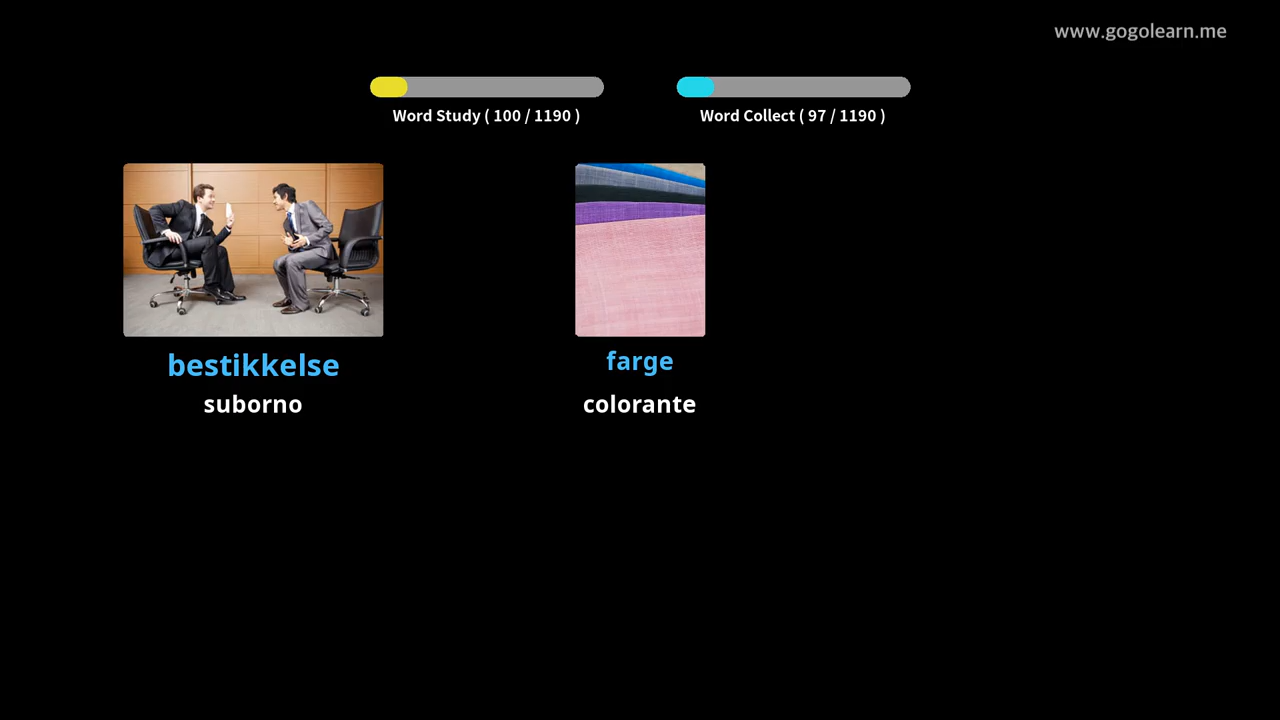 www.gogolearn.me
Word Study ( 100 / 1190 )
Word Collect ( 97 / 1190 )
bestikkelse
suborno
farge
colorante